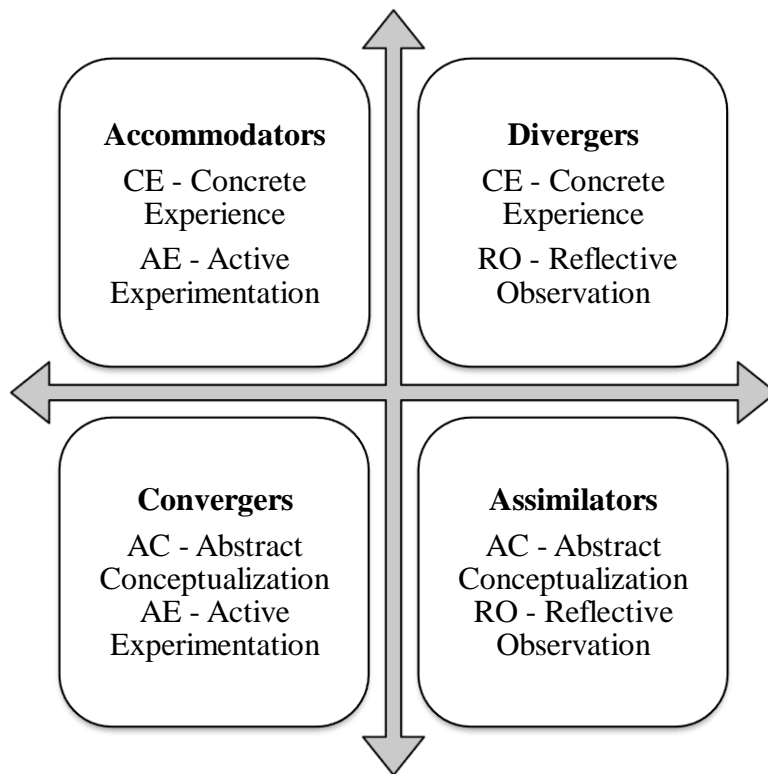 Accommodators
CE - Concrete
Experience
AE - Active
Experimentation
Divergers
CE - Concrete
Experience
RO - Reflective
Observation
Convergers
AC - Abstract
Conceptualization
AE - Active
Experimentation
Assimilators
AC - Abstract
Conceptualization
RO - Reflective
Observation